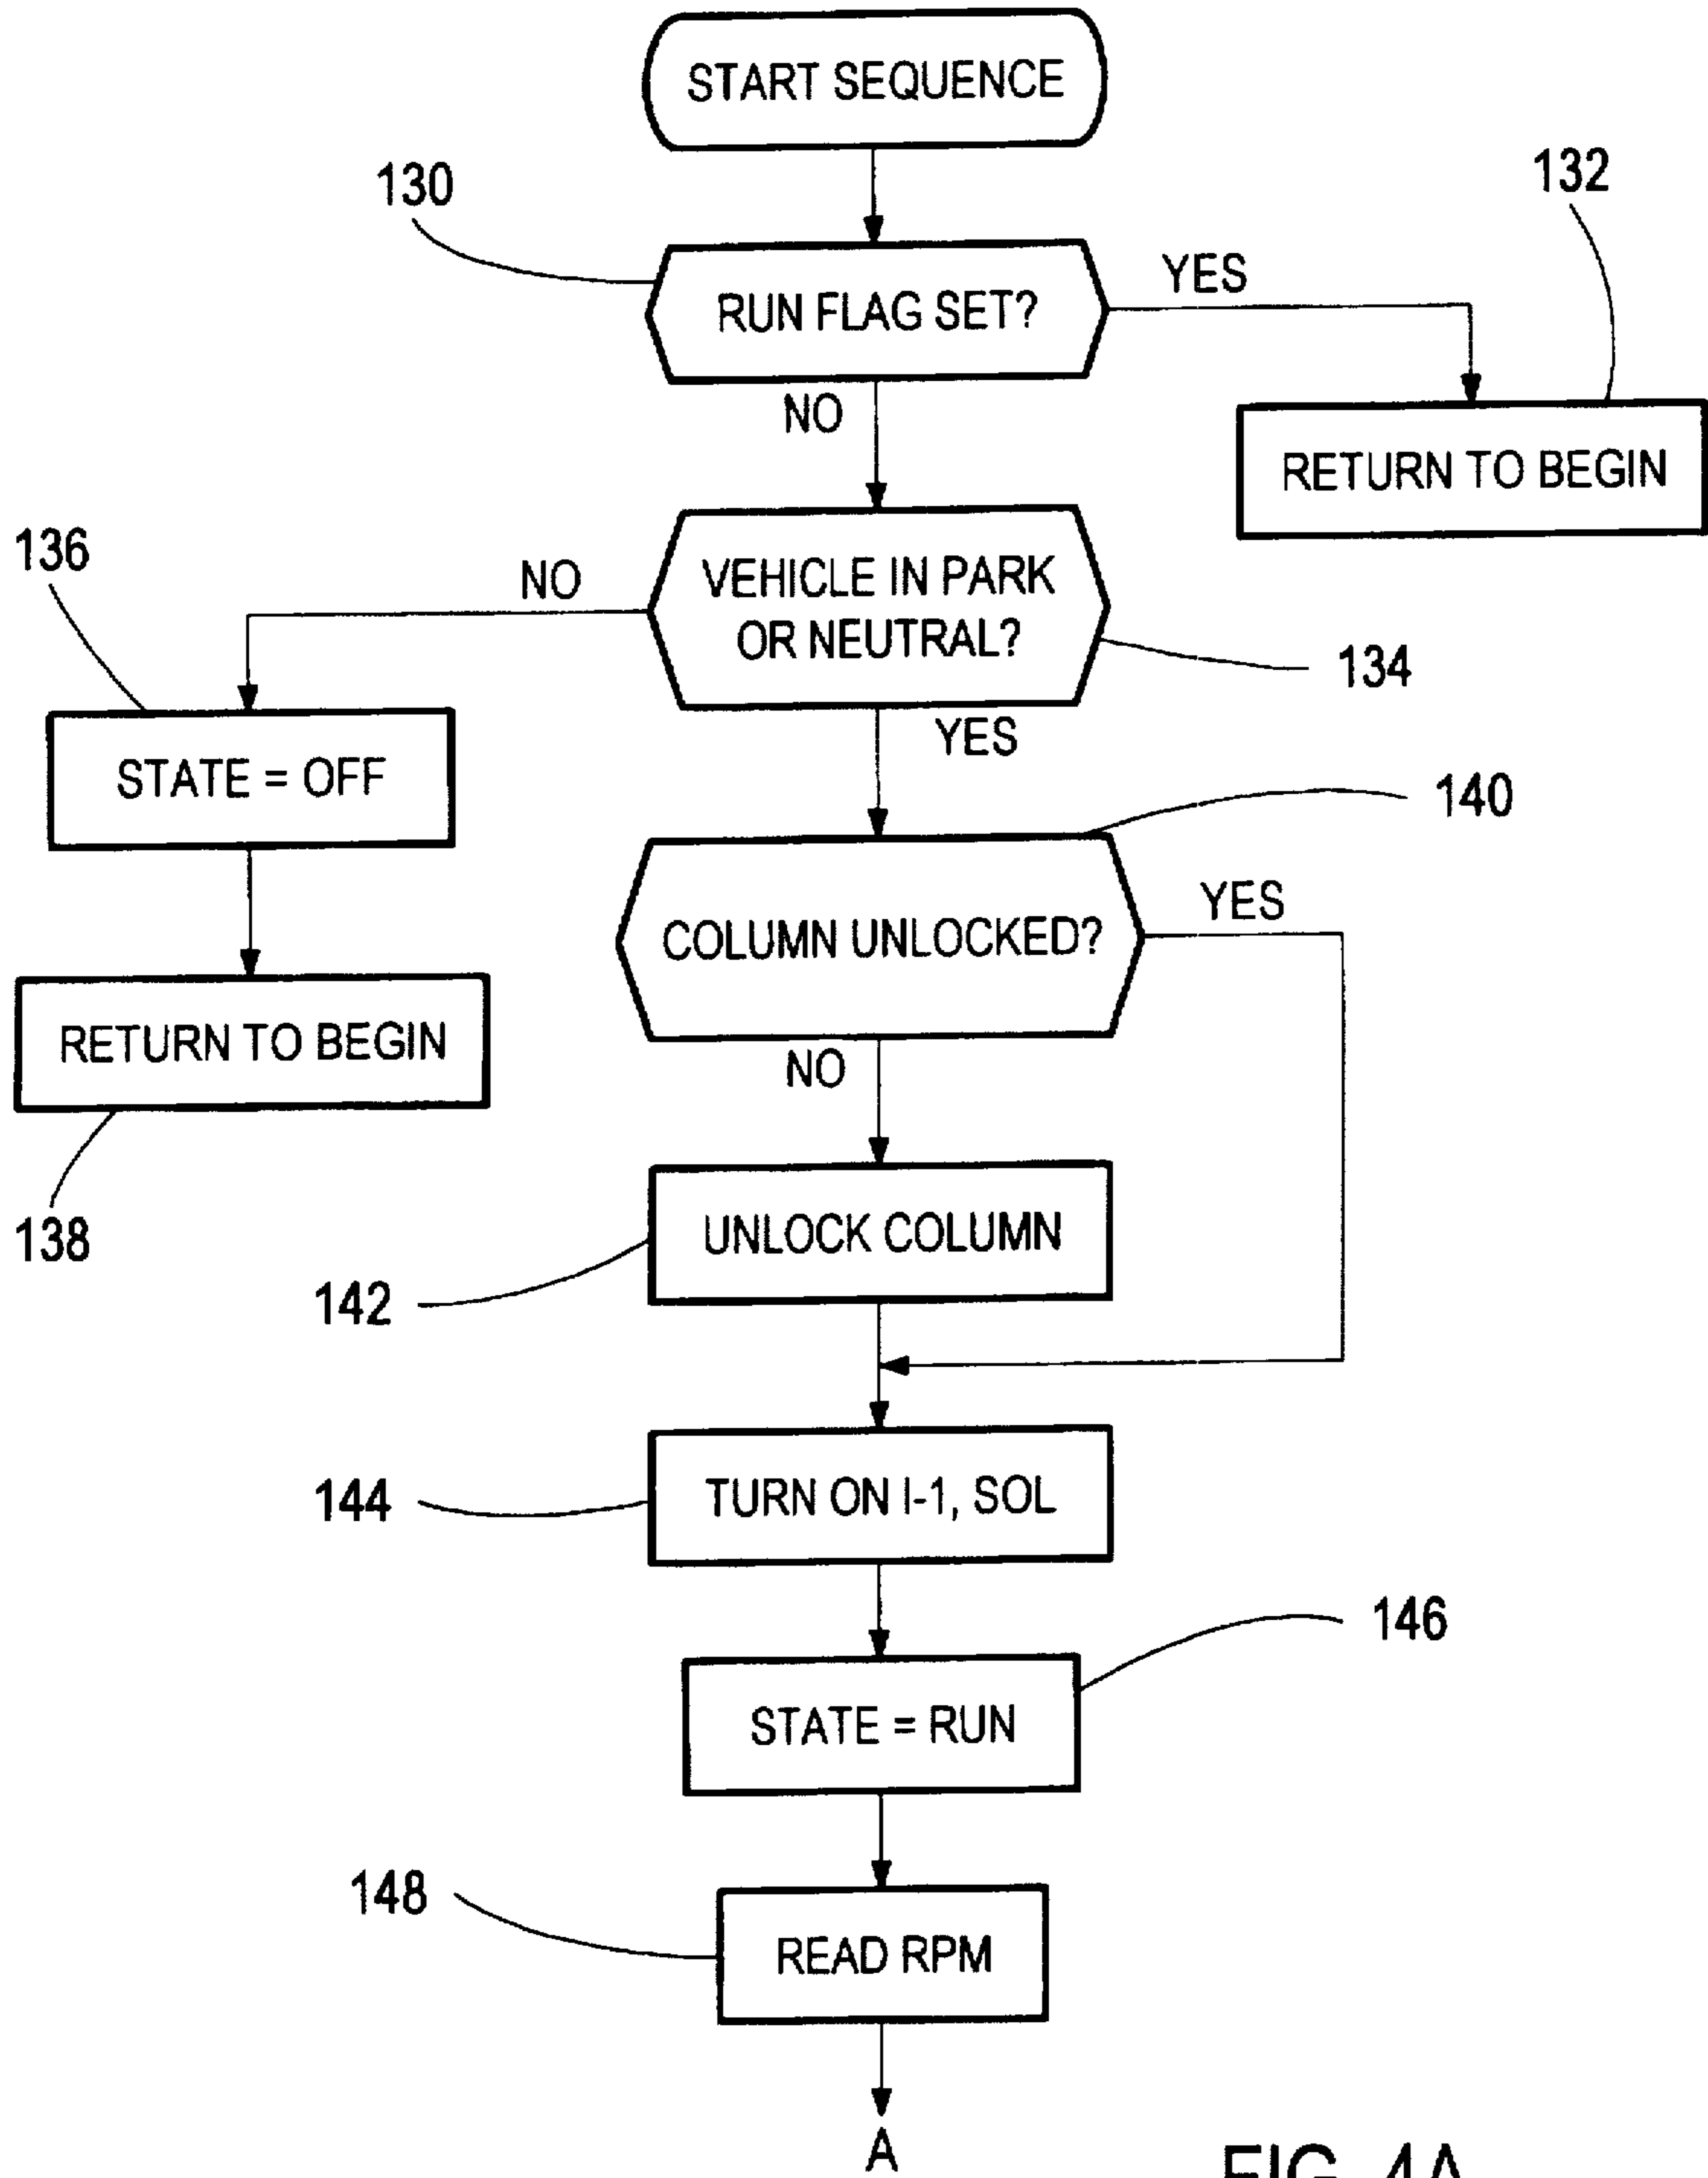 START SEQUENCE
130
132
RUN FLAG SET?
YES
NO
RETURN TO BEGIN
136
NO
VEHICLE IN PARK
OR NEUTRAL?
134
YES
STATE = OFF
140
COLUMN UNLOCKED?
YES
RETURN TO BEGIN
NO
138
UNLOCK COLUMN
142
144
TURN ON I-1, SOL
146
STATE = RUN
148
READ RPM
A
FIG. 4A